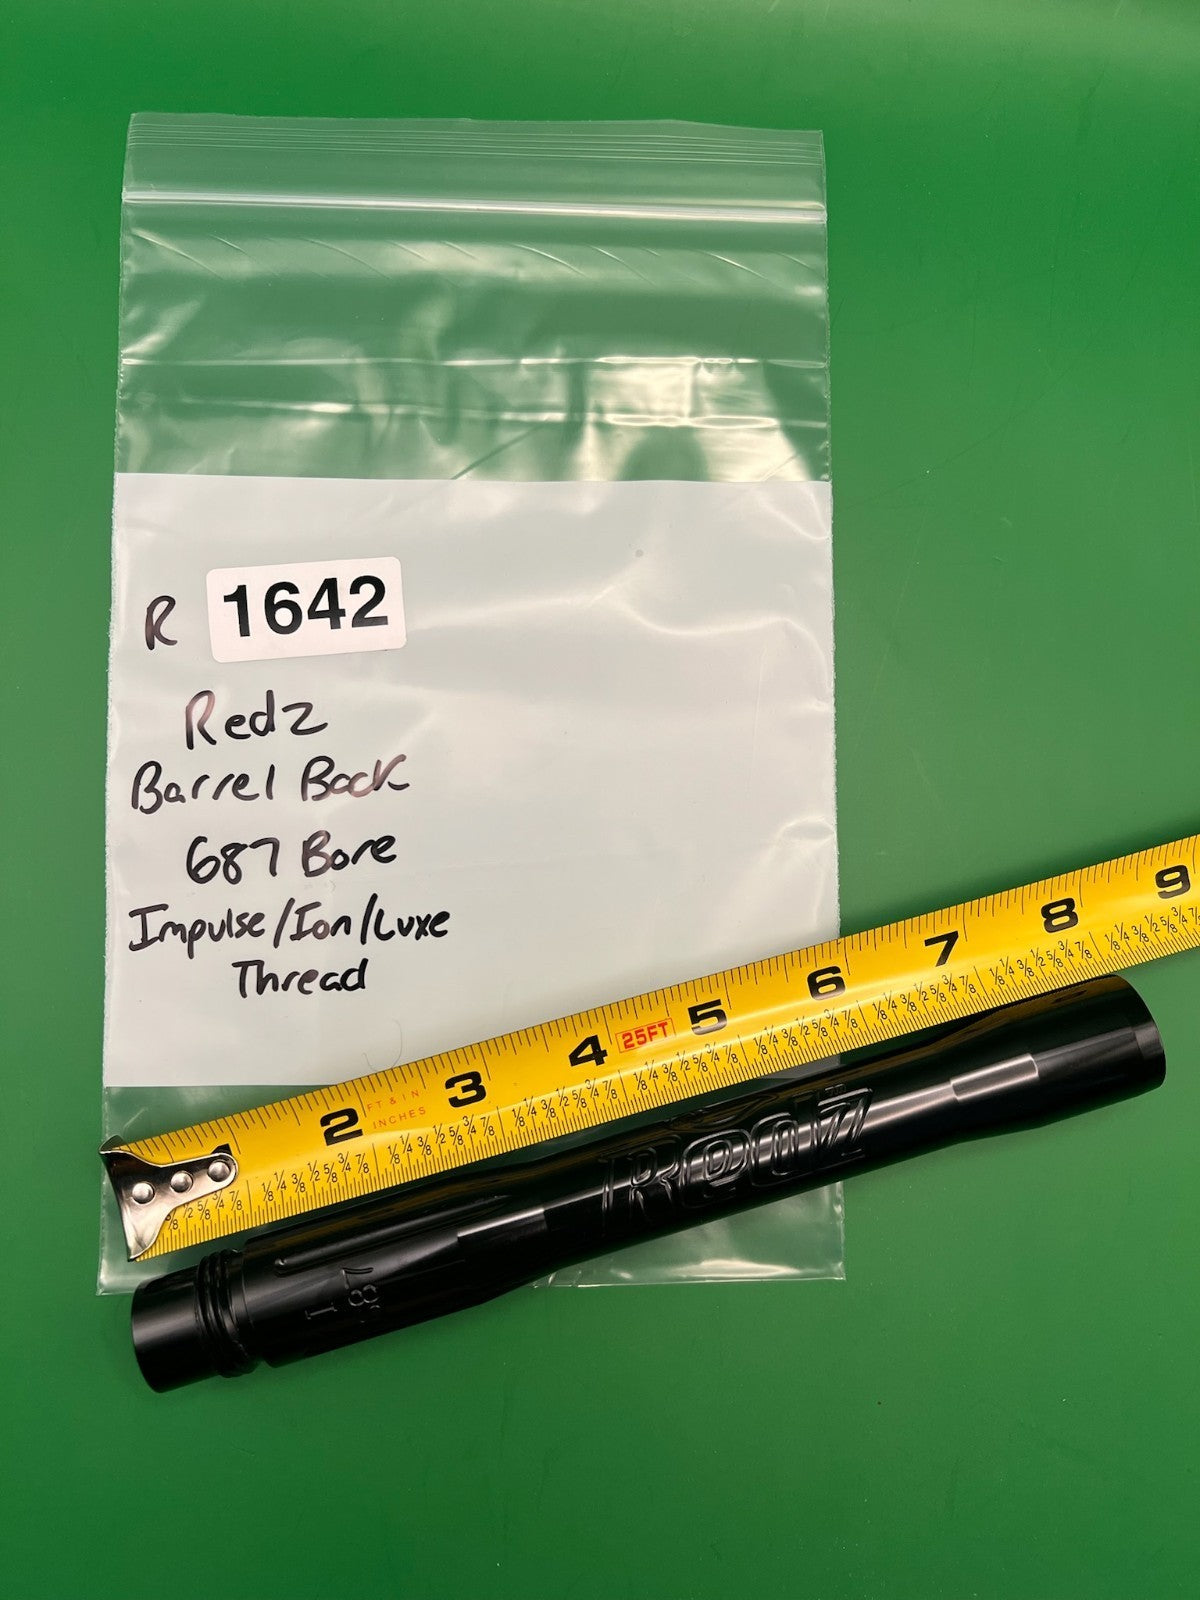 R 1642
Redz
Barrel Back
687 Bore
Impulse/Ion/Luxe
Thread
1 2 3 4 5 6 7 8 9
FT & IN
INCHES
25FT
Redz
.687
I